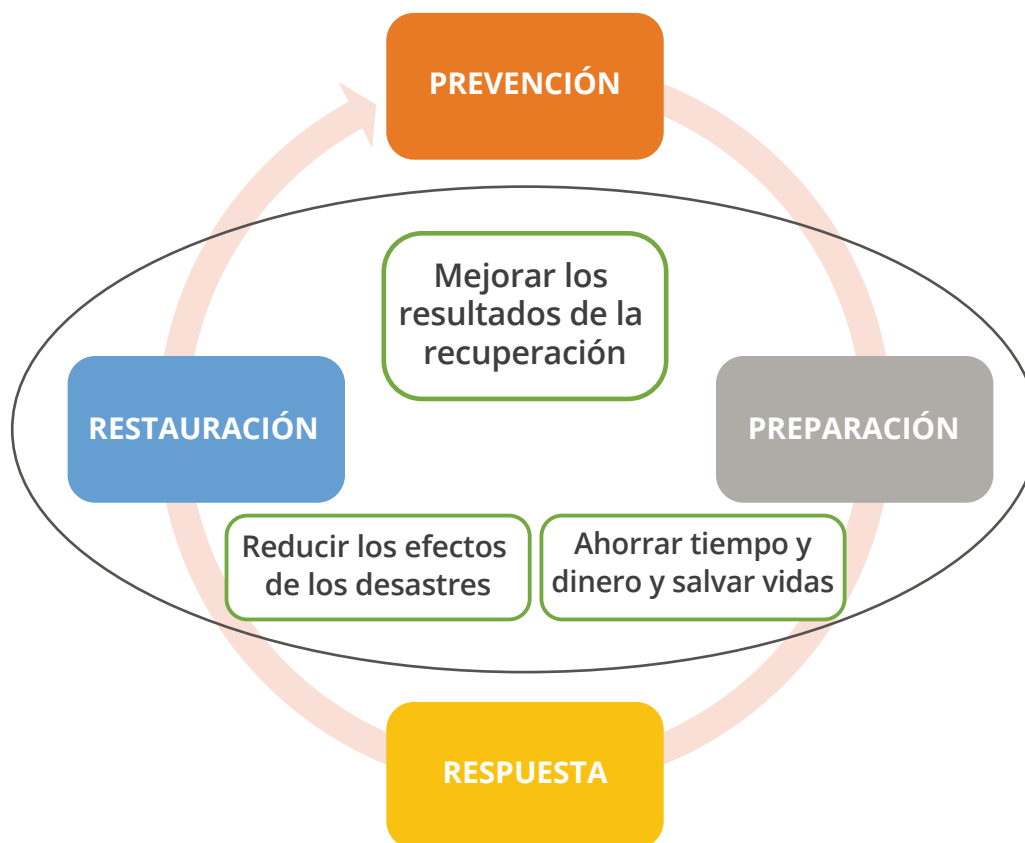 PREVENCIÓN
Mejorar los
resultados de la
recuperación
RESTAURACIÓN
PREPARACIÓN
Reducir los efectos
de los desastres
Ahorrar tiempo y
dinero y salvar vidas
RESPUESTA